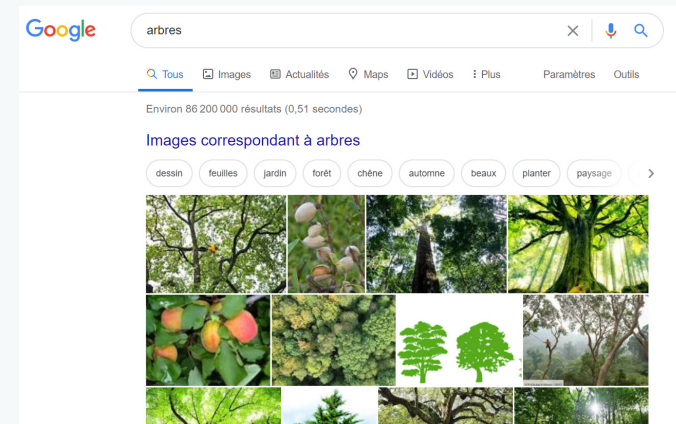 Google
arbres
Tous Images Actualités Maps Vidéos Plus Paramètres Outils
Environ 86 200 000 résultats (0,51 secondes)
Images correspondant à arbres
dessin feuilles jardin forêt chêne automne beaux planter paysage